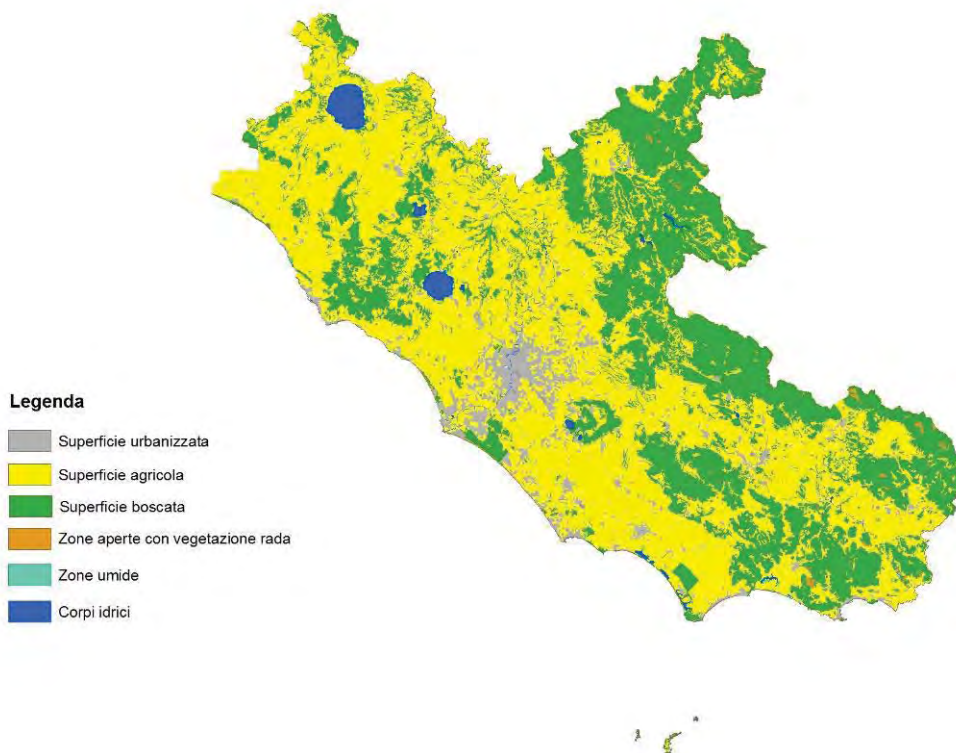 Legenda
Superficie urbanizzata
Superficie agricola
Superficie boscata
Zone aperte con vegetazione rada
Zone umide
Corpi idrici